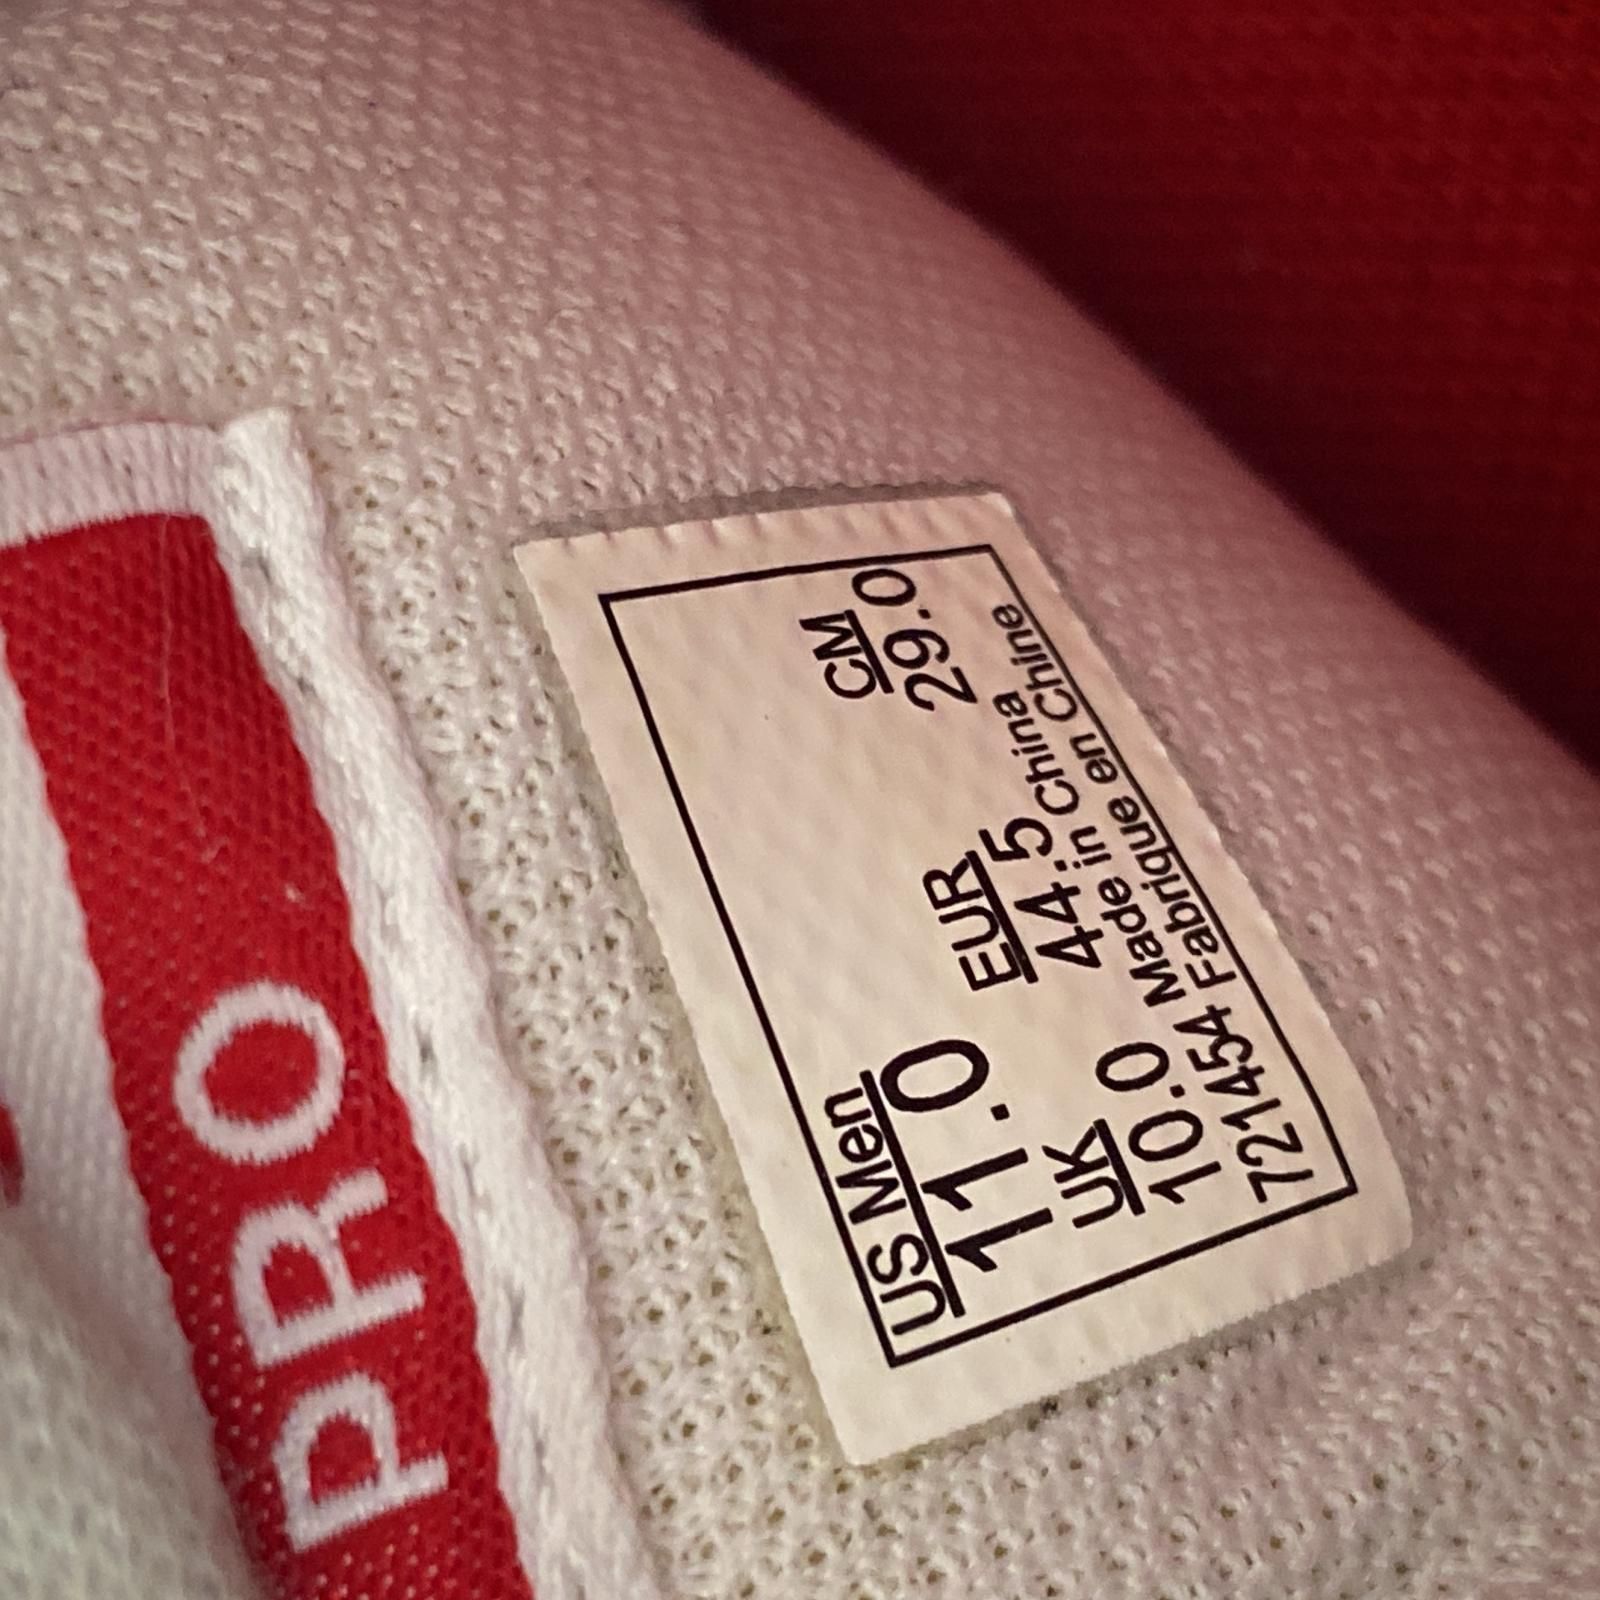 PRO
US Men
11.0
UK EUR CM
10.0 44.5 29.0
Made in China
721454 Fabrique en Chine